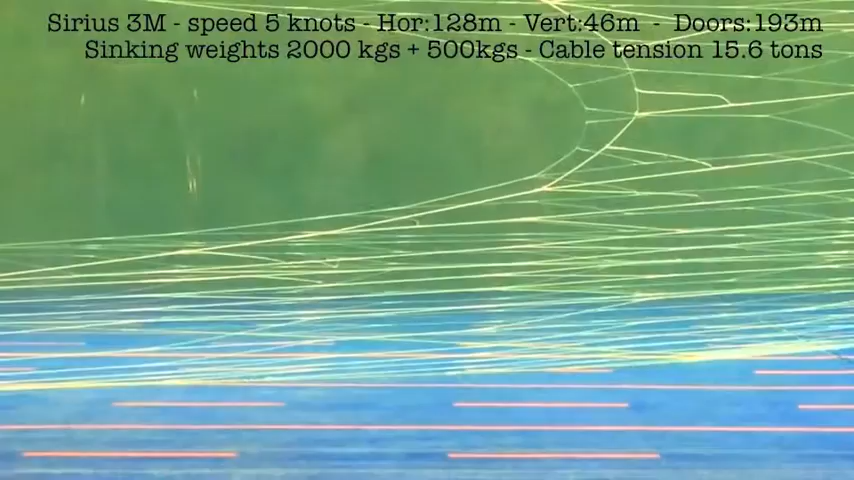 Sirius 3M - speed 5 knots - Hor:128m - Vert:46m - Doors:193m
Sinking weights 2000 kgs + 500kgs - Cable tension 15.6 tons